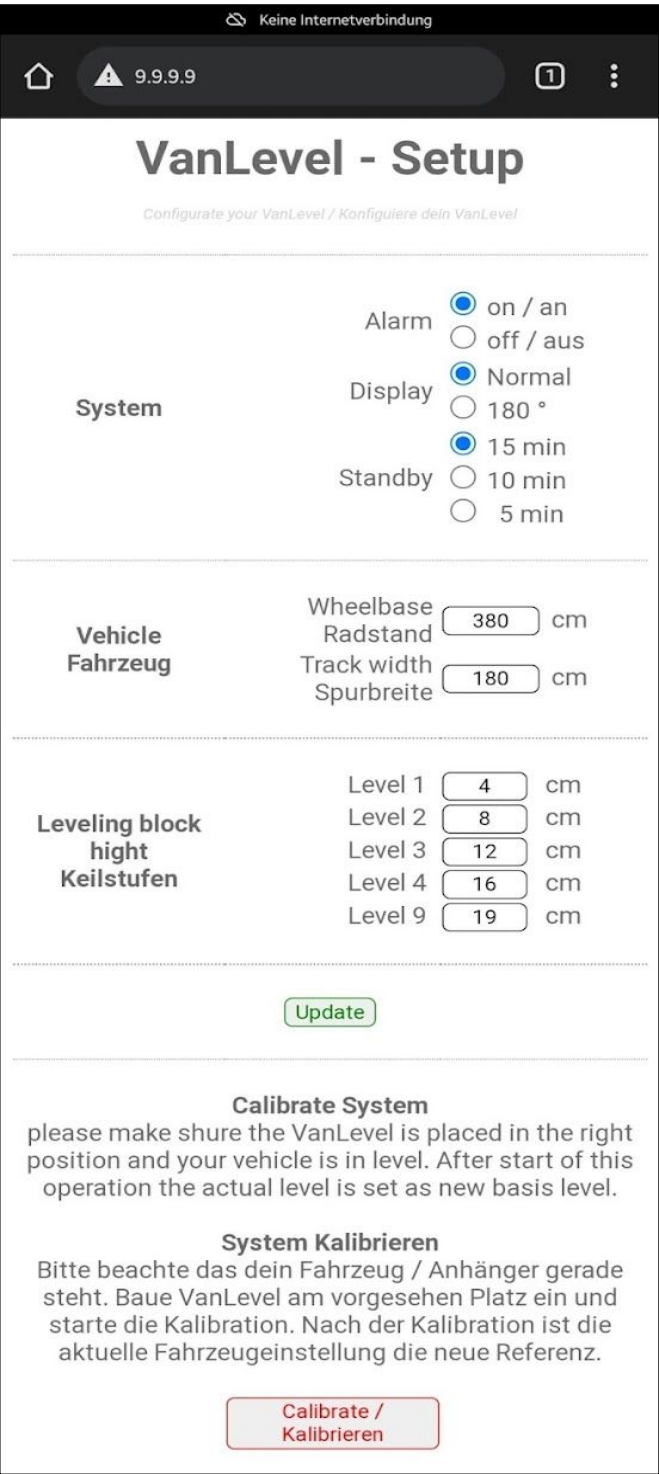 Keine Internetverbindung
9.9.9.9
1
VanLevel - Setup
Configurate your VanLevel / Konfiguiere dein VanLevel
System
Alarm
on / an
off / aus
Display
Normal
180 °
Standby
15 min
10 min
5 min
Vehicle
Fahrzeug
Wheelbase
Radstand
380 cm
Track width
Spurbreite
180 cm
Leveling block
hight
Keilstufen
Level 1 4 cm
Level 2 8 cm
Level 3 12 cm
Level 4 16 cm
Level 9 19 cm
Update
Calibrate System
please make shure the VanLevel is placed in the right
position and your vehicle is in level. After start of this
operation the actual level is set as new basis level.
System Kalibrieren
Bitte beachte das dein Fahrzeug / Anhänger gerade
steht. Baue VanLevel am vorgesehen Platz ein und
starte die Kalibration. Nach der Kalibration ist die
aktuelle Fahrzeugeinstellung die neue Referenz.
Calibrate /
Kalibrieren